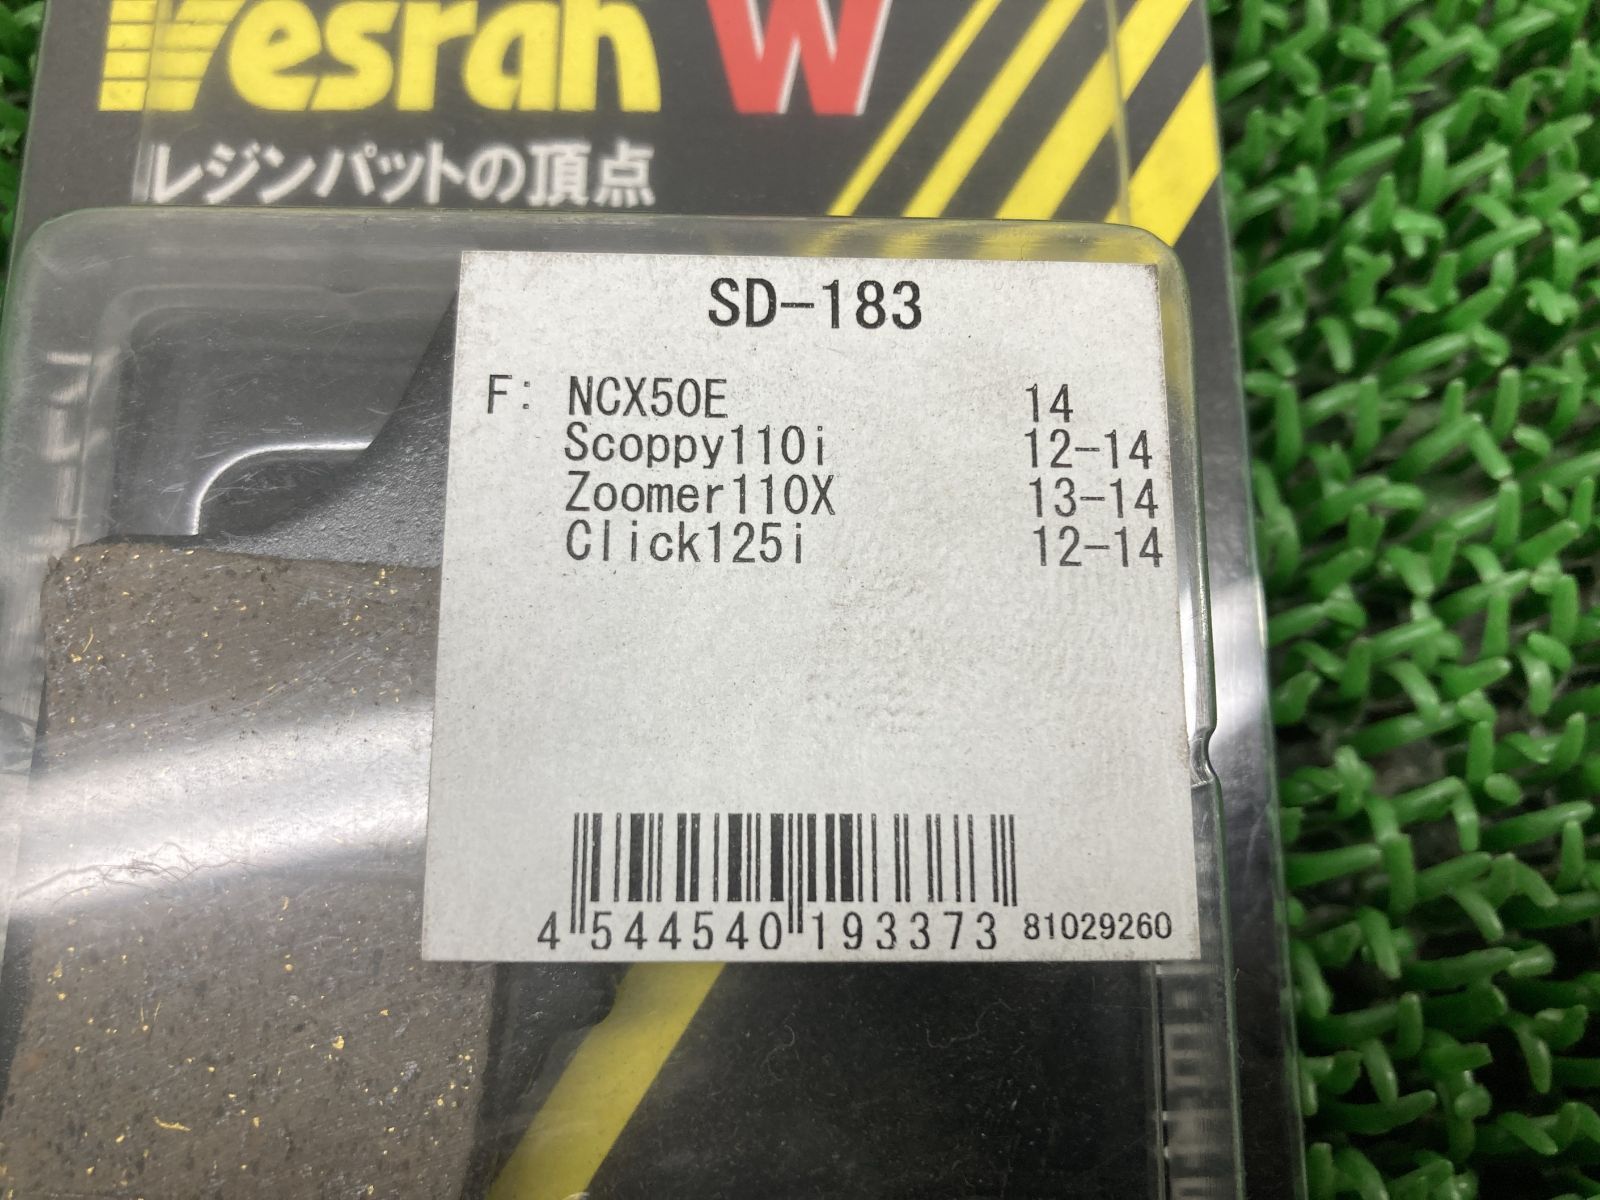 Vesrah W
レジンパットの頂点
SD-183
F: NCX50E 14
Scoppy110i 12-14
Zoomer110X 13-14
Click125i 12-14
4 544540 193373 81029260